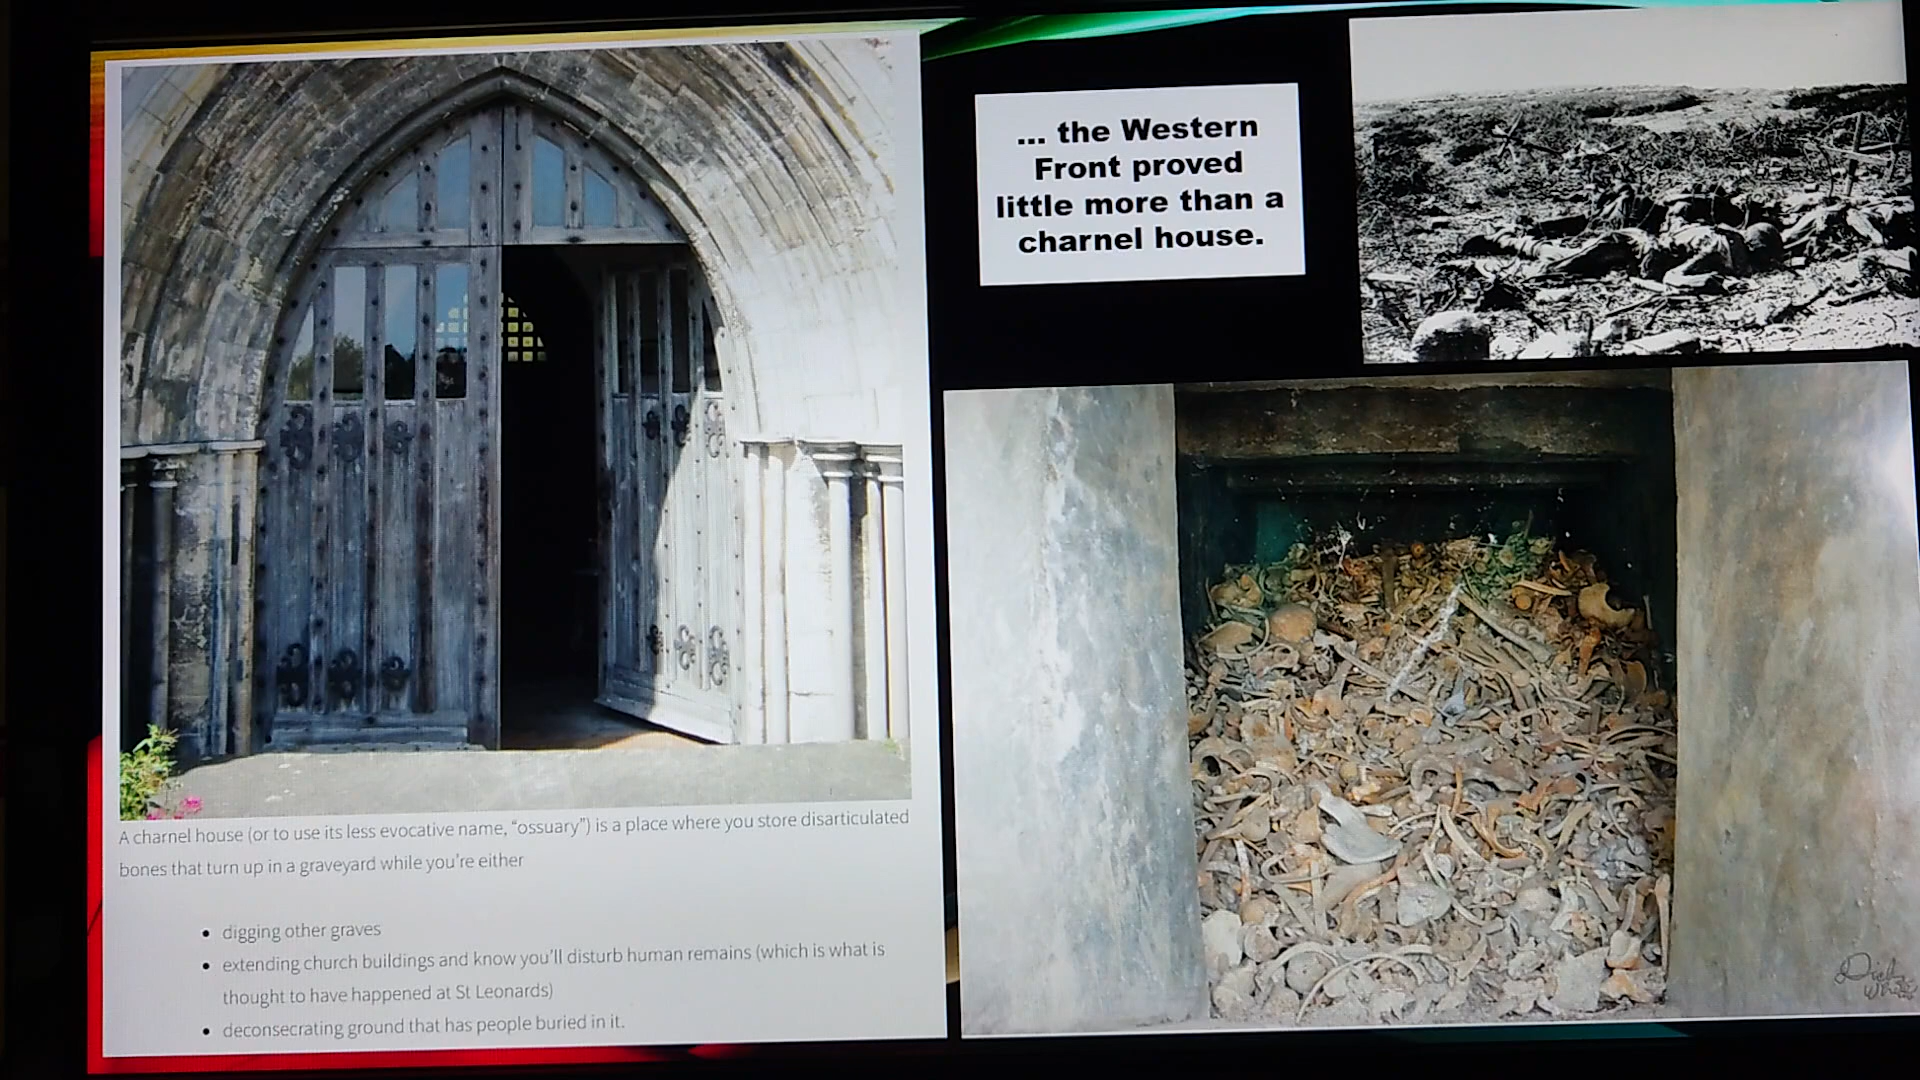 ... the Western
Front proved
little more than a
charnel house.
A charnel house (or to use its less evocative name, “ossuary”) is a place where you store disarticulated
bones that turn up in a graveyard while you're either
• digging other graves
• extending church buildings and know you'll disturb human remains (which is what is
thought to have happened at St Leonards)
• deconsecrating ground that has people buried in it.